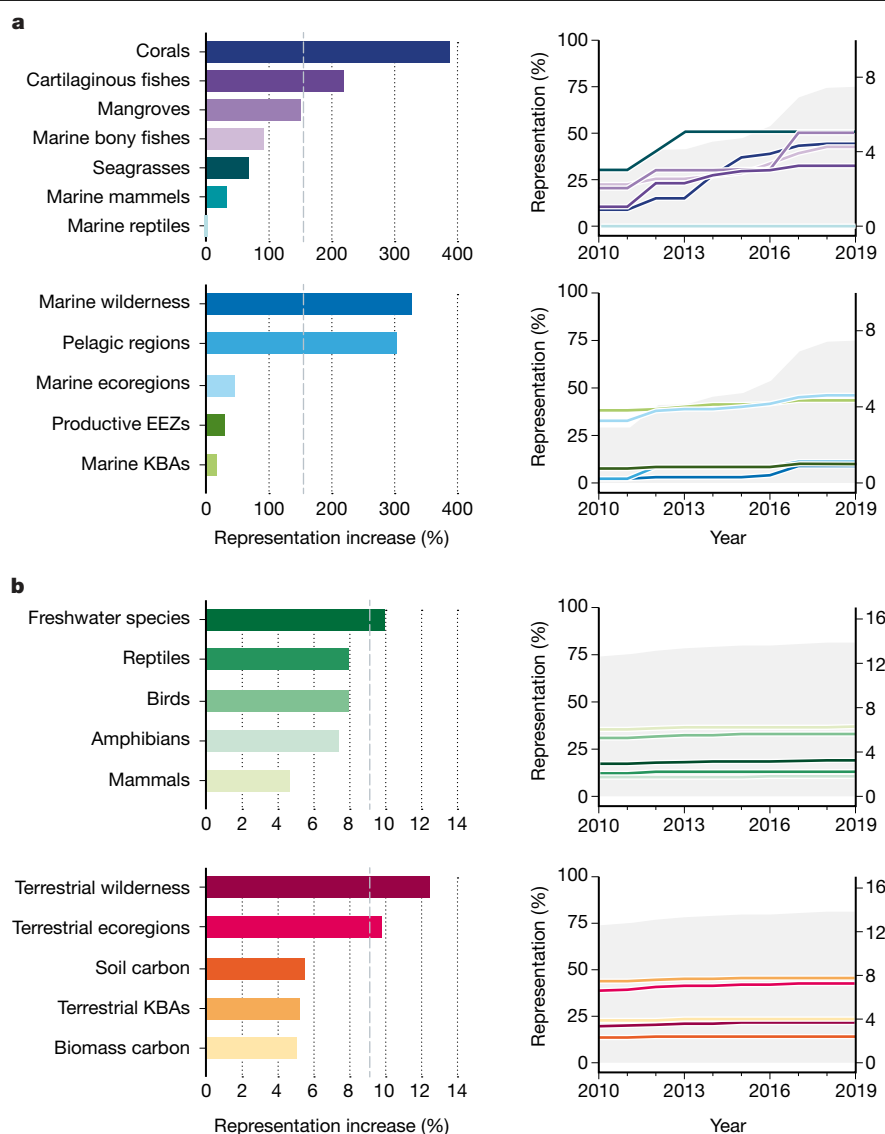 a
Corals
Cartilaginous fishes
Mangroves
Marine bony fishes
Seagrasses
Marine mammels
Marine reptiles
0 100 200 300 400
Representation (%)
100
75
50
25
0
8
4
0
2010 2013 2016 2019
Marine wilderness
Pelagic regions
Marine ecoregions
Productive EEZs
Marine KBAs
0 100 200 300 400
Representation increase (%)
Representation (%)
100
75
50
25
0
8
4
0
2010 2013 2016 2019
Year
b
Freshwater species
Reptiles
Birds
Amphibians
Mammals
0 2 4 6 8 10 12 14
Representation (%)
100
75
50
25
0
16
12
8
4
0
2010 2013 2016 2019
Terrestrial wilderness
Terrestrial ecoregions
Soil carbon
Terrestrial KBAs
Biomass carbon
0 2 4 6 8 10 12 14
Representation increase (%)
Representation (%)
100
75
50
25
0
16
12
8
4
0
2010 2013 2016 2019
Year